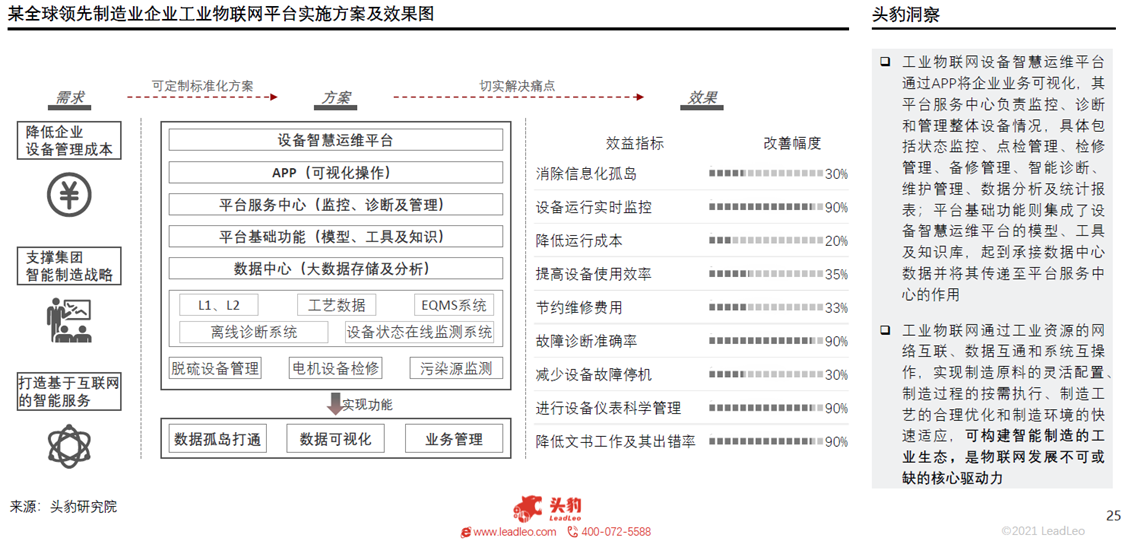 某全球领先制造业企业工业物联网平台实施方案及效果图
需求
可定制标准化方案
方案
切实解决痛点
效果
降低企业
设备管理成本
支撑集团
智能制造战略
打造基于互联网
的智能服务
设备智慧运维平台
APP（可视化操作）
平台服务中心（监控、诊断及管理）
平台基础功能（模型、工具及知识）
数据中心（大数据存储及分析）
L1、L2
工艺数据
EQMS系统
离线诊断系统
设备状态在线监测系统
脱硫设备管理
电机设备检修
污染源监测
实现功能
数据孤岛打通
数据可视化
业务管理
效益指标 改善幅度
消除信息化孤岛 30%
设备运行实时监控 90%
降低运行成本 20%
提高设备使用效率 35%
节约维修费用 33%
故障诊断准确率 90%
减少设备故障停机 30%
进行设备仪表科学管理 90%
降低文书工作及其出错率 90%
头豹洞察
工业物联网设备智慧运维平台
通过APP将企业业务可视化，其
平台服务中心负责监控、诊断
和管理整体设备情况，具体包
括状态监控、点检管理、检修
管理、备修管理、智能诊断、
维护管理、数据分析及统计报
表；平台基础功能则集成了设
备智慧运维平台的模型、工具
及知识库，起到承接数据中心
数据并将其传递至平台服务中
心的作用
工业物联网通过工业资源的网
络互联、数据互通和系统互操
作，实现制造原料的灵活配置、
制造过程的按需执行、制造工
艺的合理优化和制造环境的快
速适应，可构建智能制造的工
业生态，是物联网发展不可或
缺的核心驱动力
来源：头豹研究院
头豹
LeadLeo
www.leadleo.com 400-072-5588
25
©2021 LeadLeo